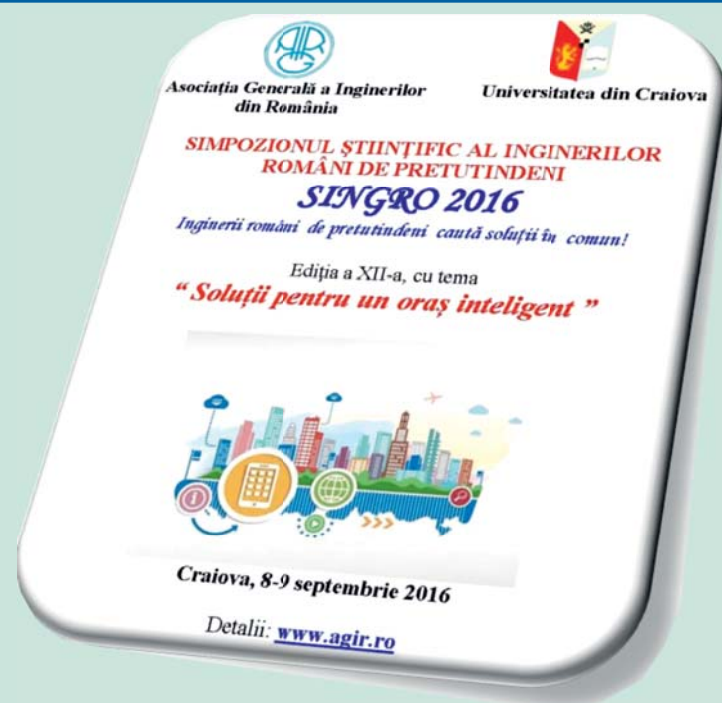 Asociația Generală a Inginerilor
din România
Universitatea din Craiova
SIMPOZIONUL ȘTIINȚIFIC AL INGINERILOR
ROMÂNI DE PRETUTINDENI
SINGRO 2016
Inginerii români de pretutindeni caută soluții în comun!
Ediția a XII-a, cu tema
“ Soluții pentru un oraș inteligent ”
Craiova, 8-9 septembrie 2016
Detalii: www.agir.ro